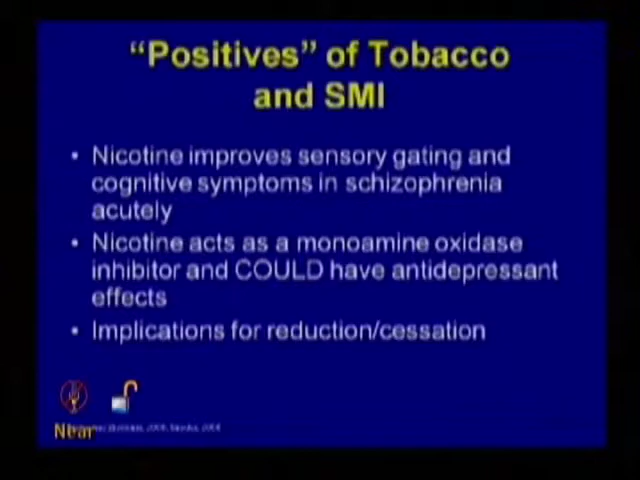 “Positives” of Tobacco
and SMI
• Nicotine improves sensory gating and
cognitive symptoms in schizophrenia
acutely
• Nicotine acts as a monoamine oxidase
inhibitor and COULD have antidepressant
effects
• Implications for reduction/cessation
Near